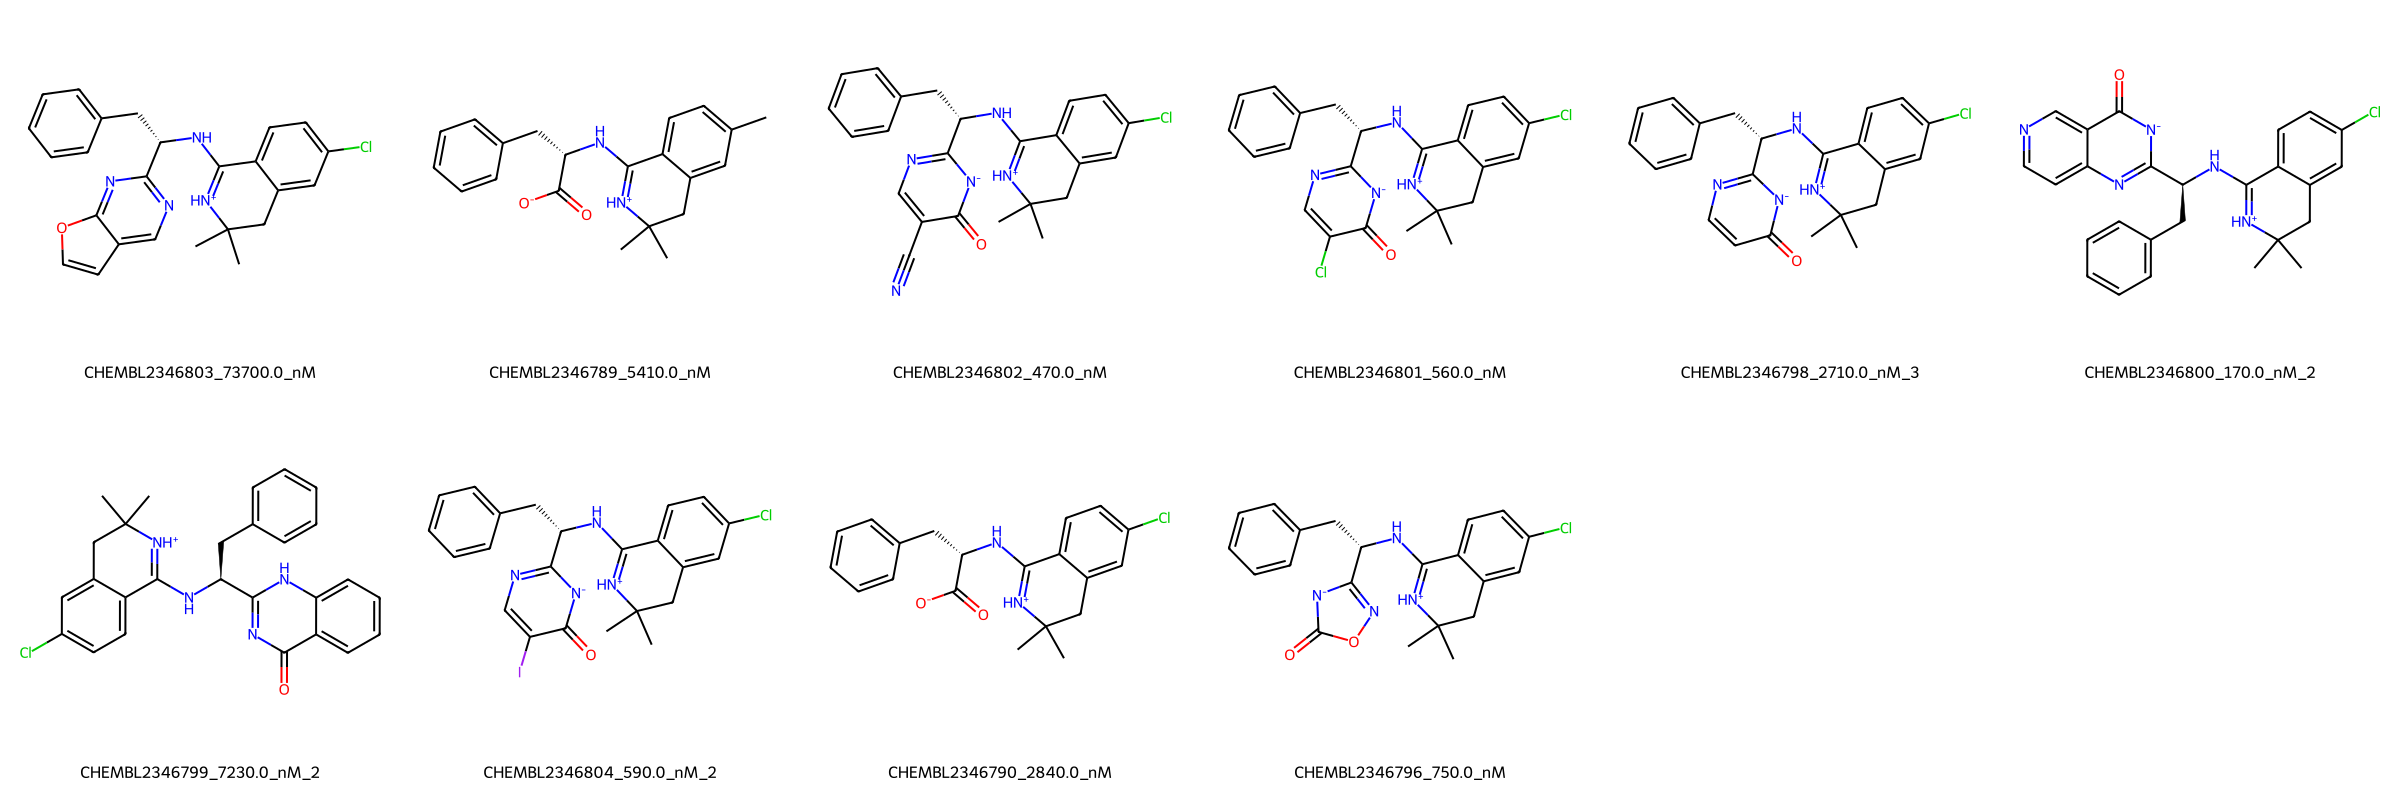 CHEMBL2346803_73700.0_nM
CHEMBL2346789_5410.0_nM
CHEMBL2346802_470.0_nM
CHEMBL2346801_560.0_nM
CHEMBL2346798_2710.0_nM_3
CHEMBL2346800_170.0_nM_2
CHEMBL2346799_7230.0_nM_2
CHEMBL2346804_590.0_nM_2
CHEMBL2346790_2840.0_nM
CHEMBL2346796_750.0_nM